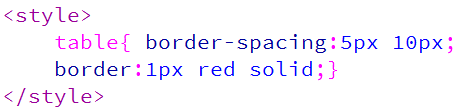 <style>
    table{ border-spacing:5px 10px;
    border:1px red solid;}
</style>